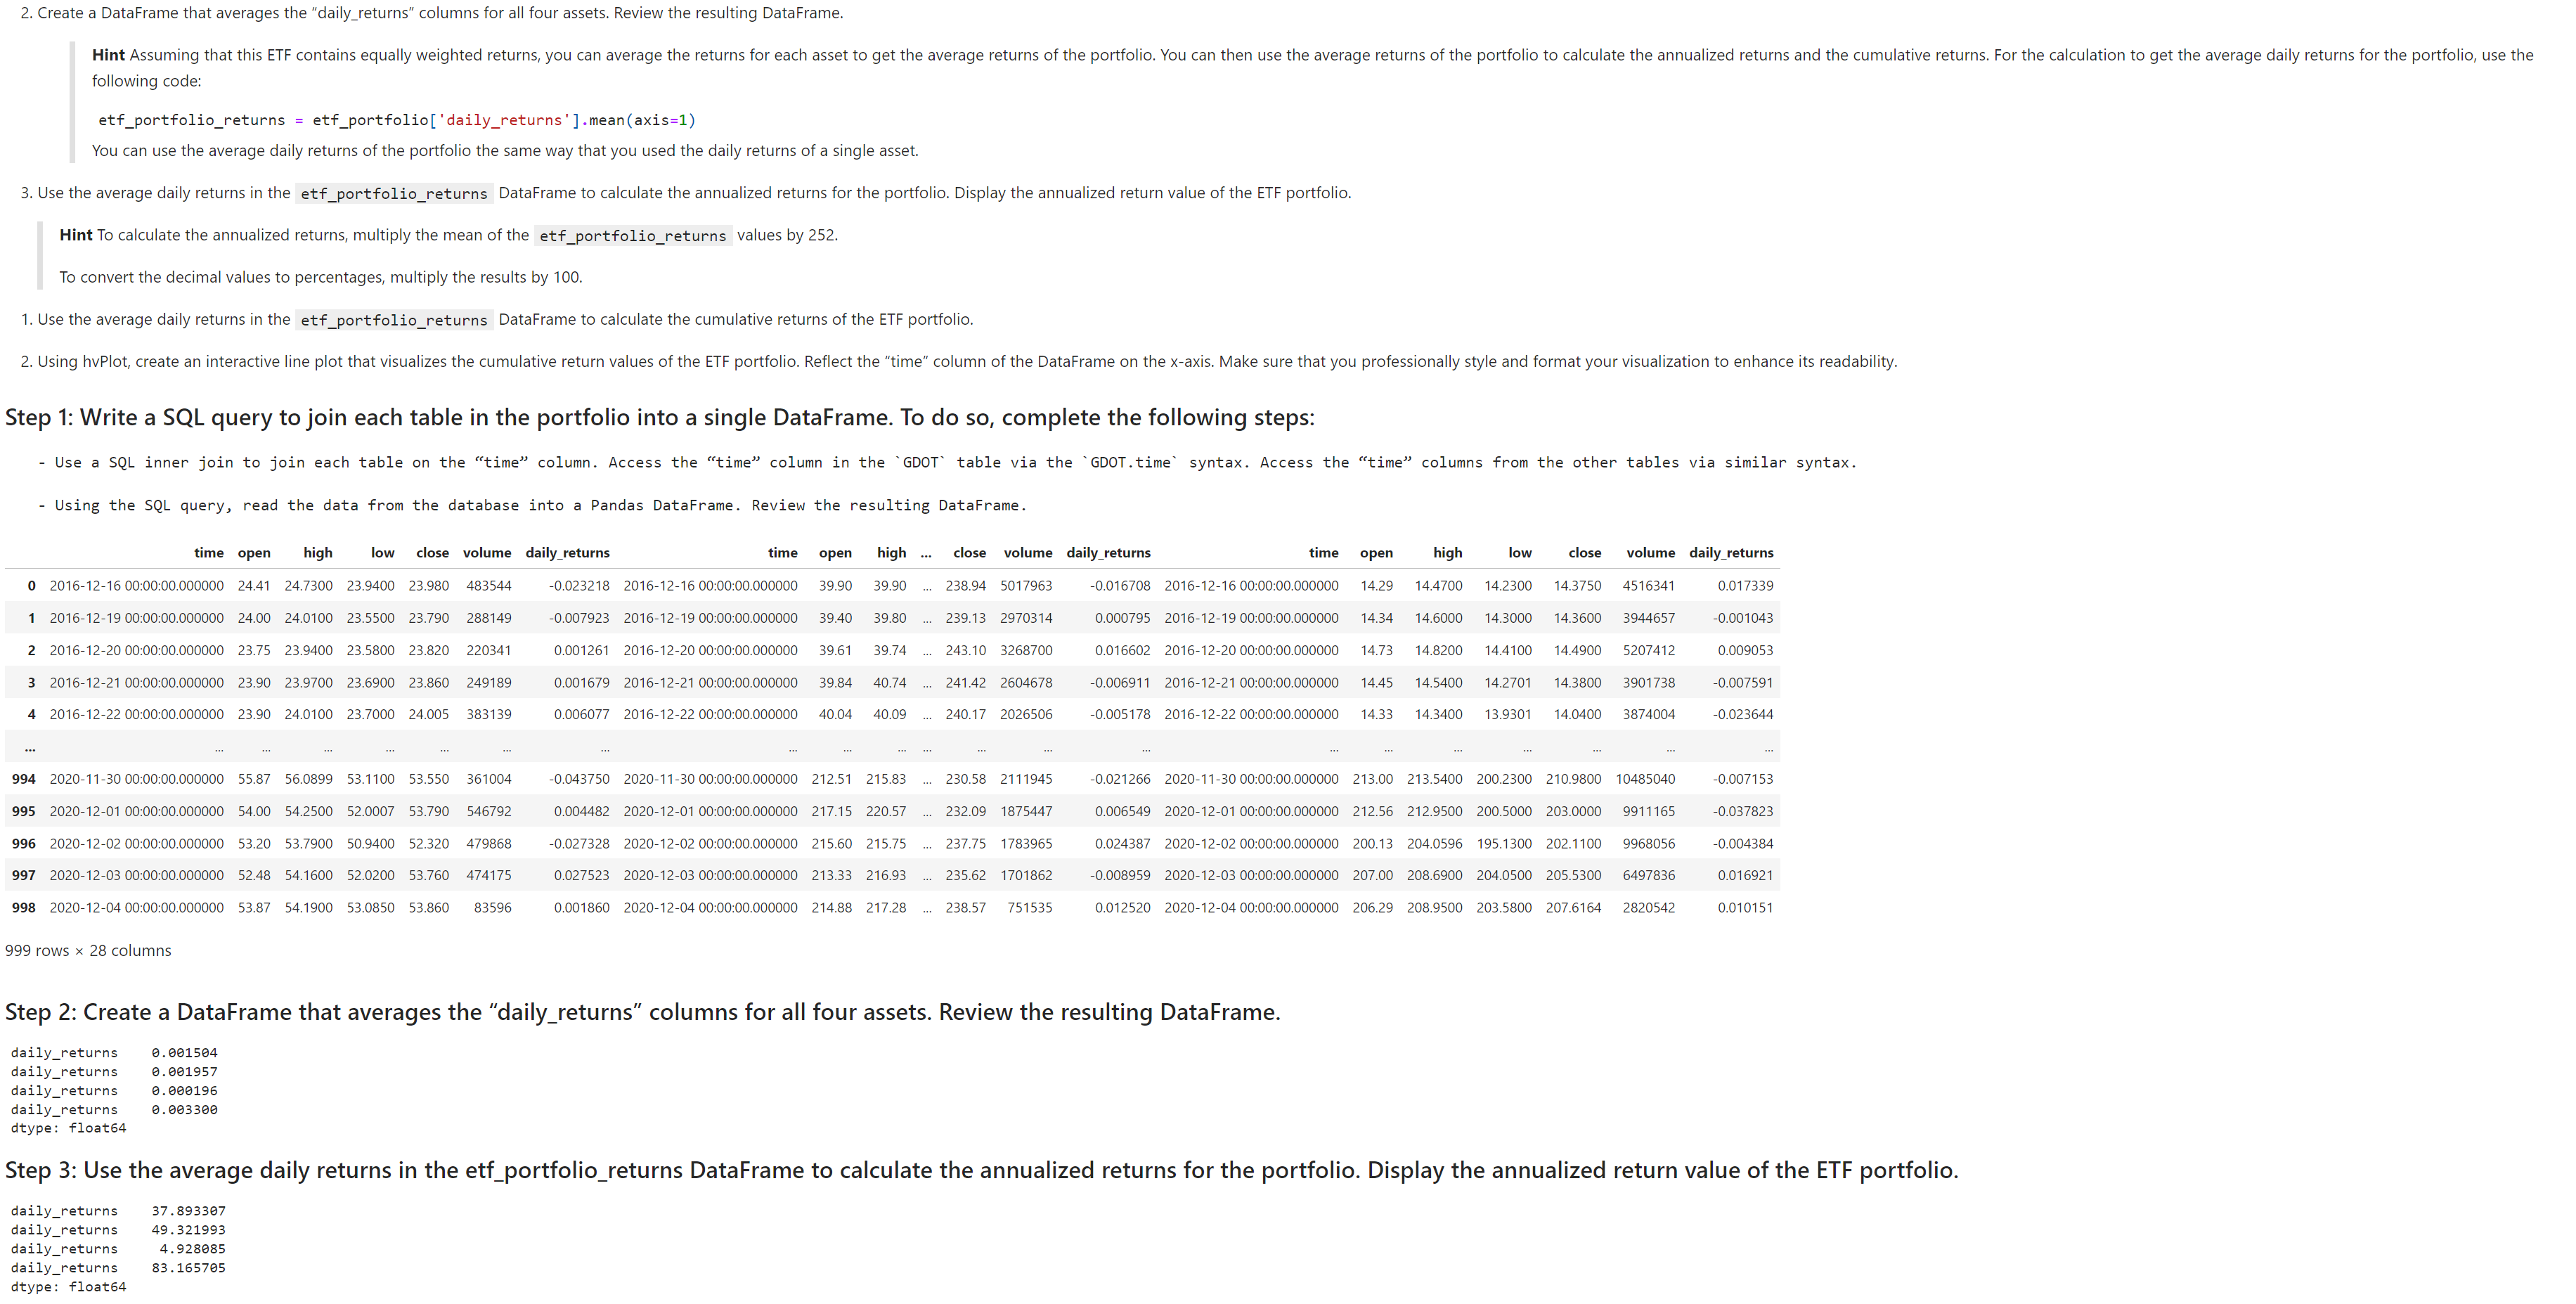 2. Create a DataFrame that averages the “daily_returns” columns for all four assets. Review the resulting DataFrame.
Hint Assuming that this ETF contains equally weighted returns, you can average the returns for each asset to get the average returns of the portfolio. You can then use the average returns of the portfolio to calculate the annualized returns and the cumulative returns. For the calculation to get the average daily returns for the portfolio, use the
following code:
etf_portfolio_returns = etf_portfolio['daily_returns'].mean(axis=1)
You can use the average daily returns of the portfolio the same way that you used the daily returns of a single asset.
3. Use the average daily returns in the etf_portfolio_returns DataFrame to calculate the annualized returns for the portfolio. Display the annualized return value of the ETF portfolio.
Hint To calculate the annualized returns, multiply the mean of the etf_portfolio_returns values by 252.
To convert the decimal values to percentages, multiply the results by 100.
1. Use the average daily returns in the etf_portfolio_returns DataFrame to calculate the cumulative returns of the ETF portfolio.
2. Using hvPlot, create an interactive line plot that visualizes the cumulative return values of the ETF portfolio. Reflect the “time” column of the DataFrame on the x-axis. Make sure that you professionally style and format your visualization to enhance its readability.
Step 1: Write a SQL query to join each table in the portfolio into a single DataFrame. To do so, complete the following steps:
- Use a SQL inner join to join each table on the “time” column. Access the “time” column in the `GDOT` table via the `GDOT.time` syntax. Access the “time” columns from the other tables via similar syntax.
- Using the SQL query, read the data from the database into a Pandas DataFrame. Review the resulting DataFrame.
time open high low close volume daily_returns time open high ... close volume daily_returns time open high low close volume daily_returns
0 2016-12-16 00:00:00.000000 24.41 24.7300 23.9400 23.980 483544 -0.023218 2016-12-16 00:00:00.000000 39.90 39.90 ... 238.94 5017963 -0.016708 2016-12-16 00:00:00.000000 14.29 14.4700 14.2300 14.3750 4516341 0.017339
1 2016-12-19 00:00:00.000000 24.00 24.0100 23.5500 23.790 288149 -0.007923 2016-12-19 00:00:00.000000 39.40 39.80 ... 239.13 2970314 0.000795 2016-12-19 00:00:00.000000 14.34 14.6000 14.3000 14.3600 3944657 -0.001043
2 2016-12-20 00:00:00.000000 23.75 23.9400 23.5800 23.820 220341 0.001261 2016-12-20 00:00:00.000000 39.61 39.74 ... 243.10 3268700 0.016602 2016-12-20 00:00:00.000000 14.73 14.8200 14.4100 14.4900 5207412 0.009053
3 2016-12-21 00:00:00.000000 23.90 23.9700 23.6900 23.860 249189 0.001679 2016-12-21 00:00:00.000000 39.84 40.74 ... 241.42 2604678 -0.006911 2016-12-21 00:00:00.000000 14.45 14.5400 14.2701 14.3800 3901738 -0.007591
4 2016-12-22 00:00:00.000000 23.90 24.0100 23.7000 24.005 383139 0.006077 2016-12-22 00:00:00.000000 40.04 40.09 ... 240.17 2026506 -0.005178 2016-12-22 00:00:00.000000 14.33 14.3400 13.9301 14.0400 3874004 -0.023644
... ... ... ... ... ... ... ... ... ... ... ... ... ... ... ... ... ... ... ... ... ...
994 2020-11-30 00:00:00.000000 55.87 56.0899 53.1100 53.550 361004 -0.043750 2020-11-30 00:00:00.000000 212.51 215.83 ... 230.58 2111945 -0.021266 2020-11-30 00:00:00.000000 213.00 213.5400 200.2300 210.9800 10485040 -0.007153
995 2020-12-01 00:00:00.000000 54.00 54.2500 52.0007 53.790 546792 0.004482 2020-12-01 00:00:00.000000 217.15 220.57 ... 232.09 1875447 0.006549 2020-12-01 00:00:00.000000 212.56 212.9500 200.5000 203.0000 9911165 -0.037823
996 2020-12-02 00:00:00.000000 53.20 53.7900 50.9400 52.320 479868 -0.027328 2020-12-02 00:00:00.000000 215.60 215.75 ... 237.75 1783965 0.024387 2020-12-02 00:00:00.000000 200.13 204.0596 195.1300 202.1100 9968056 -0.004384
997 2020-12-03 00:00:00.000000 52.48 54.1600 52.0200 53.760 474175 0.027523 2020-12-03 00:00:00.000000 213.33 216.93 ... 235.62 1701862 -0.008959 2020-12-03 00:00:00.000000 207.00 208.6900 204.0500 205.5300 6497836 0.016921
998 2020-12-04 00:00:00.000000 53.87 54.1900 53.0850 53.860 83596 0.001860 2020-12-04 00:00:00.000000 214.88 217.28 ... 238.57 751535 0.012520 2020-12-04 00:00:00.000000 206.29 208.9500 203.5800 207.6164 2820542 0.010151
999 rows × 28 columns
Step 2: Create a DataFrame that averages the “daily_returns” columns for all four assets. Review the resulting DataFrame.
daily_returns 0.001504
daily_returns 0.001957
daily_returns 0.000196
daily_returns 0.003300
dtype: float64
Step 3: Use the average daily returns in the etf_portfolio_returns DataFrame to calculate the annualized returns for the portfolio. Display the annualized return value of the ETF portfolio.
daily_returns 37.893307
daily_returns 49.321993
daily_returns 4.928085
daily_returns 83.165705
dtype: float64